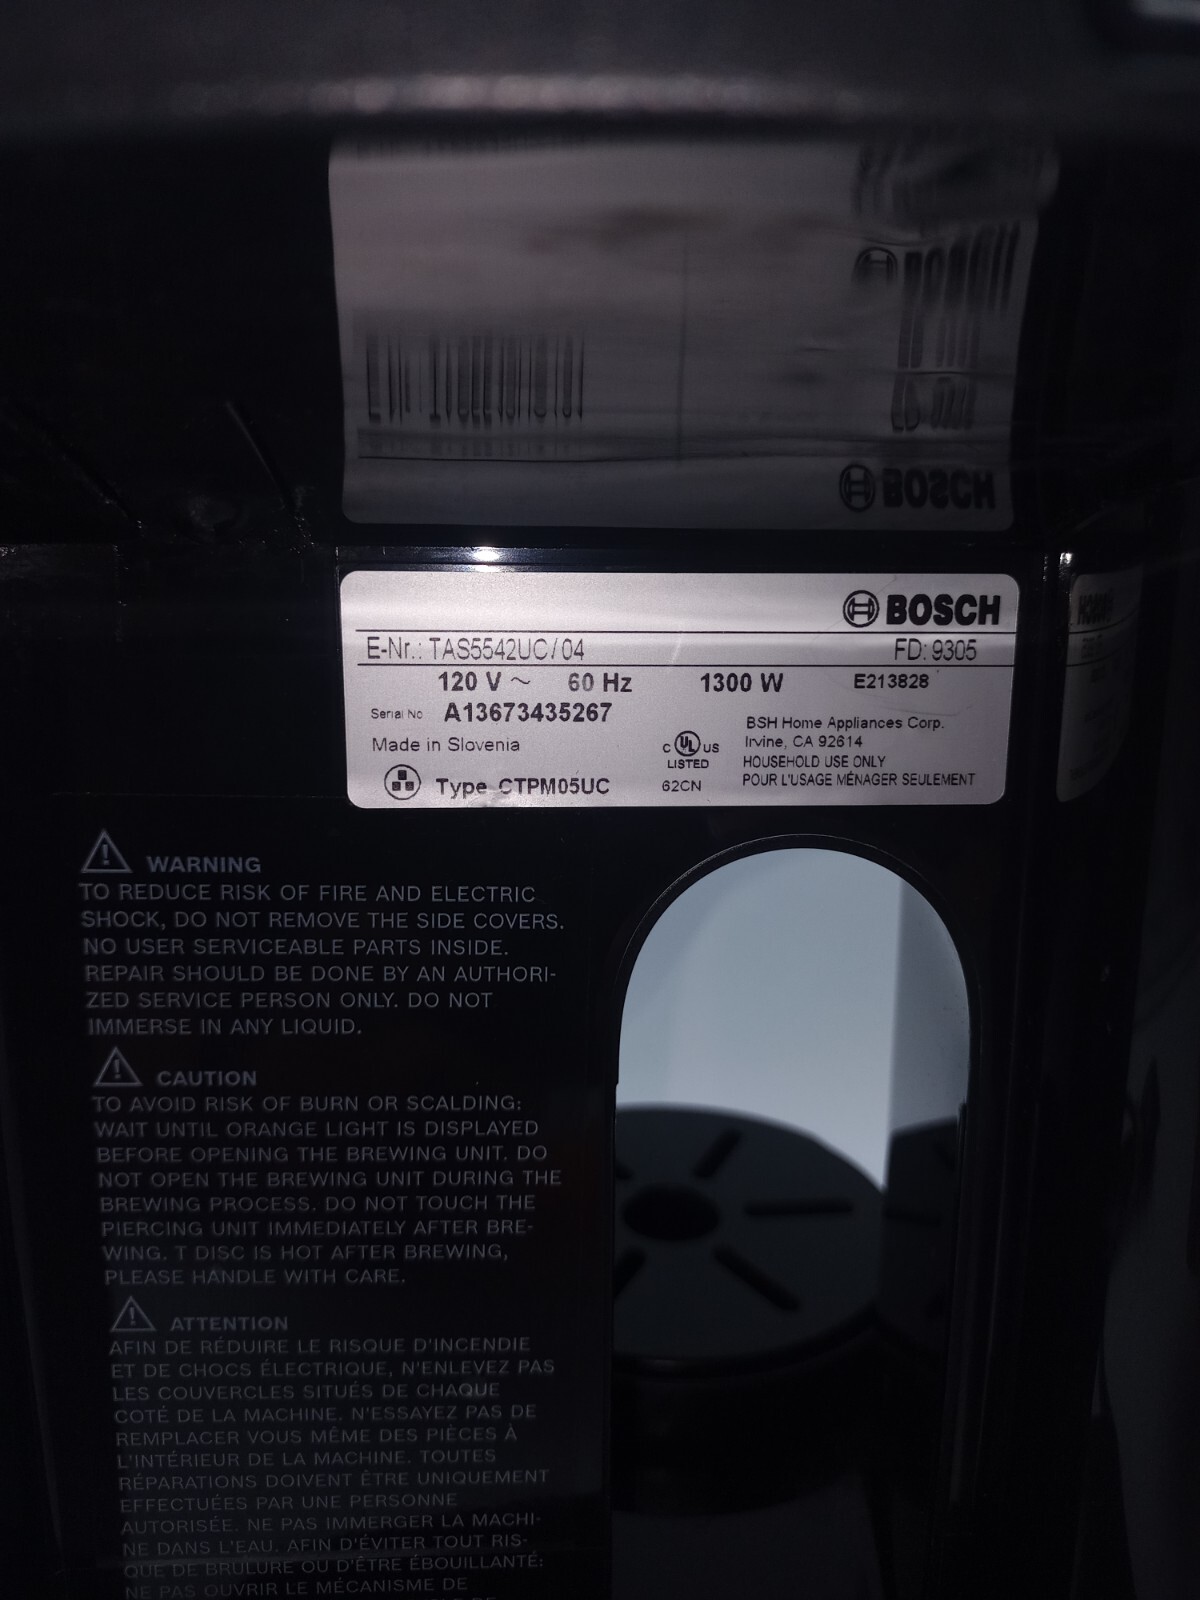 BOSCH
E-Nr.: TAS5542UC/04 FD: 9305
120 V ~ 60 Hz 1300 W E213828
Serial No A13673435267
BSH Home Appliances Corp.
Made in Slovenia
Irvine, CA 92614
C UL US
LISTED
HOUSEHOLD USE ONLY
POUR L'USAGE MÉNAGER SEULEMENT
Type CTPM05UC
62CN
WARNING
TO REDUCE RISK OF FIRE AND ELECTRIC
SHOCK, DO NOT REMOVE THE SIDE COVERS.
NO USER SERVICEABLE PARTS INSIDE.
REPAIR SHOULD BE DONE BY AN AUTHORI-
ZED SERVICE PERSON ONLY. DO NOT
IMMERSE IN ANY LIQUID.
CAUTION
TO AVOID RISK OF BURN OR SCALDING:
WAIT UNTIL ORANGE LIGHT IS DISPLAYED
BEFORE OPENING THE BREWING UNIT. DO
NOT OPEN THE BREWING UNIT DURING THE
BREWING PROCESS. DO NOT TOUCH THE
PIERCING UNIT IMMEDIATELY AFTER BRE-
WING. T DISC IS HOT AFTER BREWING,
PLEASE HANDLE WITH CARE.
ATTENTION
AFIN DE RÉDUIRE LE RISQUE D'INCENDIE
ET DE CHOCS ÉLECTRIQUE, N'ENLEVEZ PAS
LES COUVERCLES SITUÉS DE CHAQUE
COTÉ DE LA MACHINE. N'ESSAYEZ PAS DE
REMPLACER VOUS MÊME DES PIÈCES À
L'INTÉRIEUR DE LA MACHINE. TOUTES
RÉPARATIONS DOIVENT ÊTRE UNIQUEMENT
EFFECTUÉES PAR UNE PERSONNE
AUTORISÉE. NE PAS IMMERGER LA MACHI-
NE DANS L'EAU. AFIN D'ÉVITER TOUT RIS-
QUE DE BRÛLURE OU D'ÊTRE ÉBOUILLANTÉ:
NE PAS OUVRIR LE MÉCANISME DE